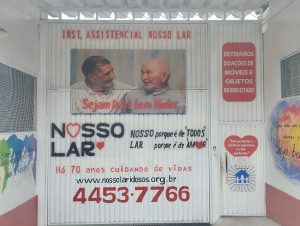 INST. ASSISTENCIAL NOSSO LAR
RETIRAMOS
DOAÇÕES DE
MÓVEIS E
OBJETOS
EM BOM ESTADO
Sejam bem Vindos
NOSSO
LAR
NOSSO porque é de "TODOS"
LAR porque é de AMOR
Há 70 anos cuidando de vidas
www.nossolaridosos.org.br
4453-7766